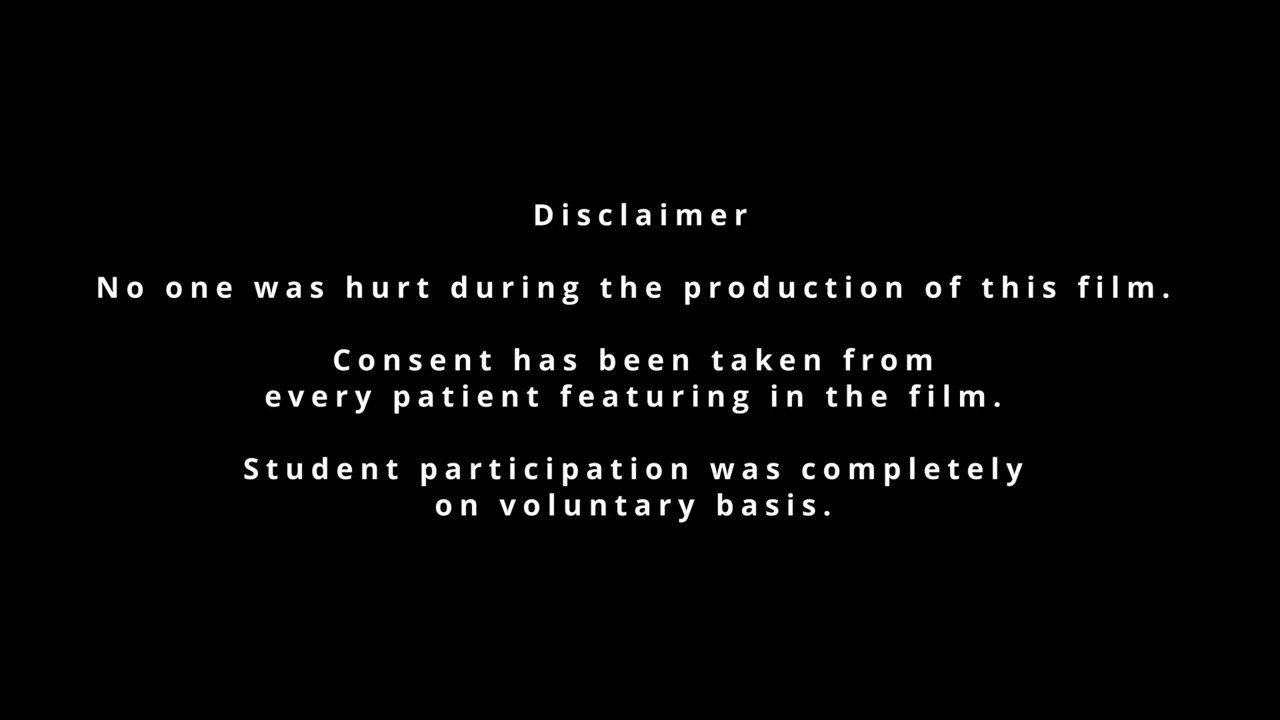 Disclaimer
No one was hurt during the production of this film.
Consent has been taken from
every patient featuring in the film.
Student participation was completely
on voluntary basis.